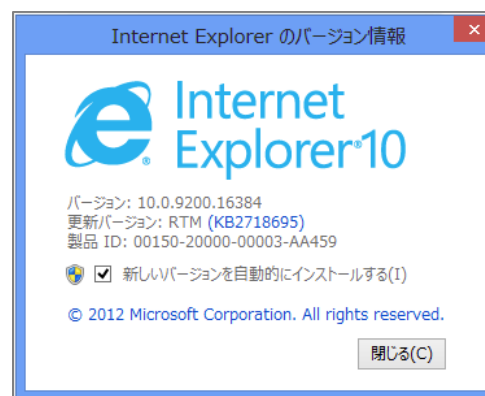 Internet Explorer のバージョン情報
Internet
Explorer®10
バージョン: 10.0.9200.16384
更新バージョン: RTM (KB2718695)
製品 ID: 00150-20000-00003-AA459
新しいバージョンを自動的にインストールする(I)
© 2012 Microsoft Corporation. All rights reserved.
閉じる(C)